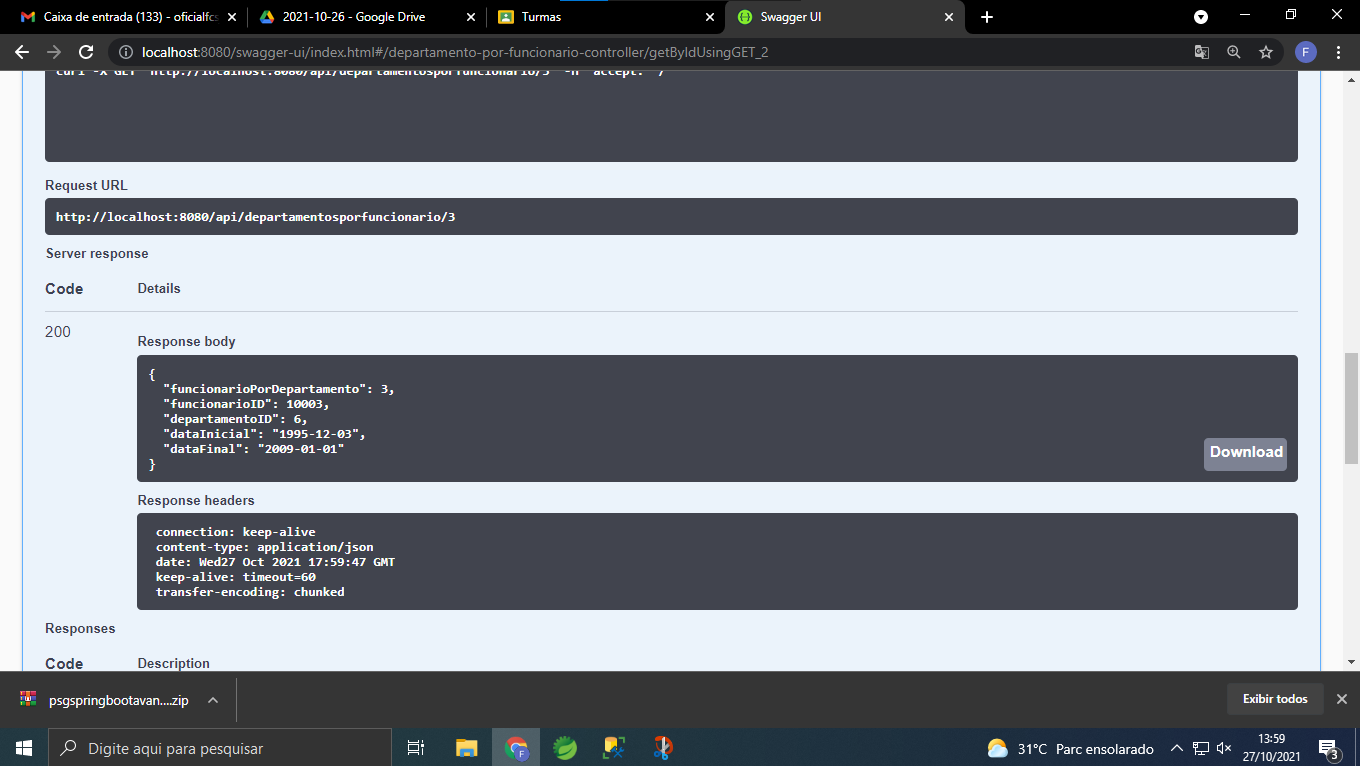 Caixa de entrada (133) - oficialfcs
2021-10-26 - Google Drive
Turmas
Swagger UI
localhost:8080/swagger-ui/index.html#/departamento-por-funcionario-controller/getByIdUsingGET_2
F
curl -X GET "http://localhost:8080/api/departamentosporfuncionario/3" -H "accept: */*"
Request URL
http://localhost:8080/api/departamentosporfuncionario/3
Server response
Code Details
200
Response body
{
"funcionarioPorDepartamento": 3,
"funcionarioID": 10003,
"departamentoID": 6,
"dataInicial": "1995-12-03",
"dataFinal": "2009-01-01"
}
Download
Response headers
connection: keep-alive
content-type: application/json
date: Wed27 Oct 2021 17:59:47 GMT
keep-alive: timeout=60
transfer-encoding: chunked
Responses
Code Description
psgspringbootavan....zip
Exibir todos
Digite aqui para pesquisar
F
31°C Parc ensolarado
13:59
27/10/2021
3